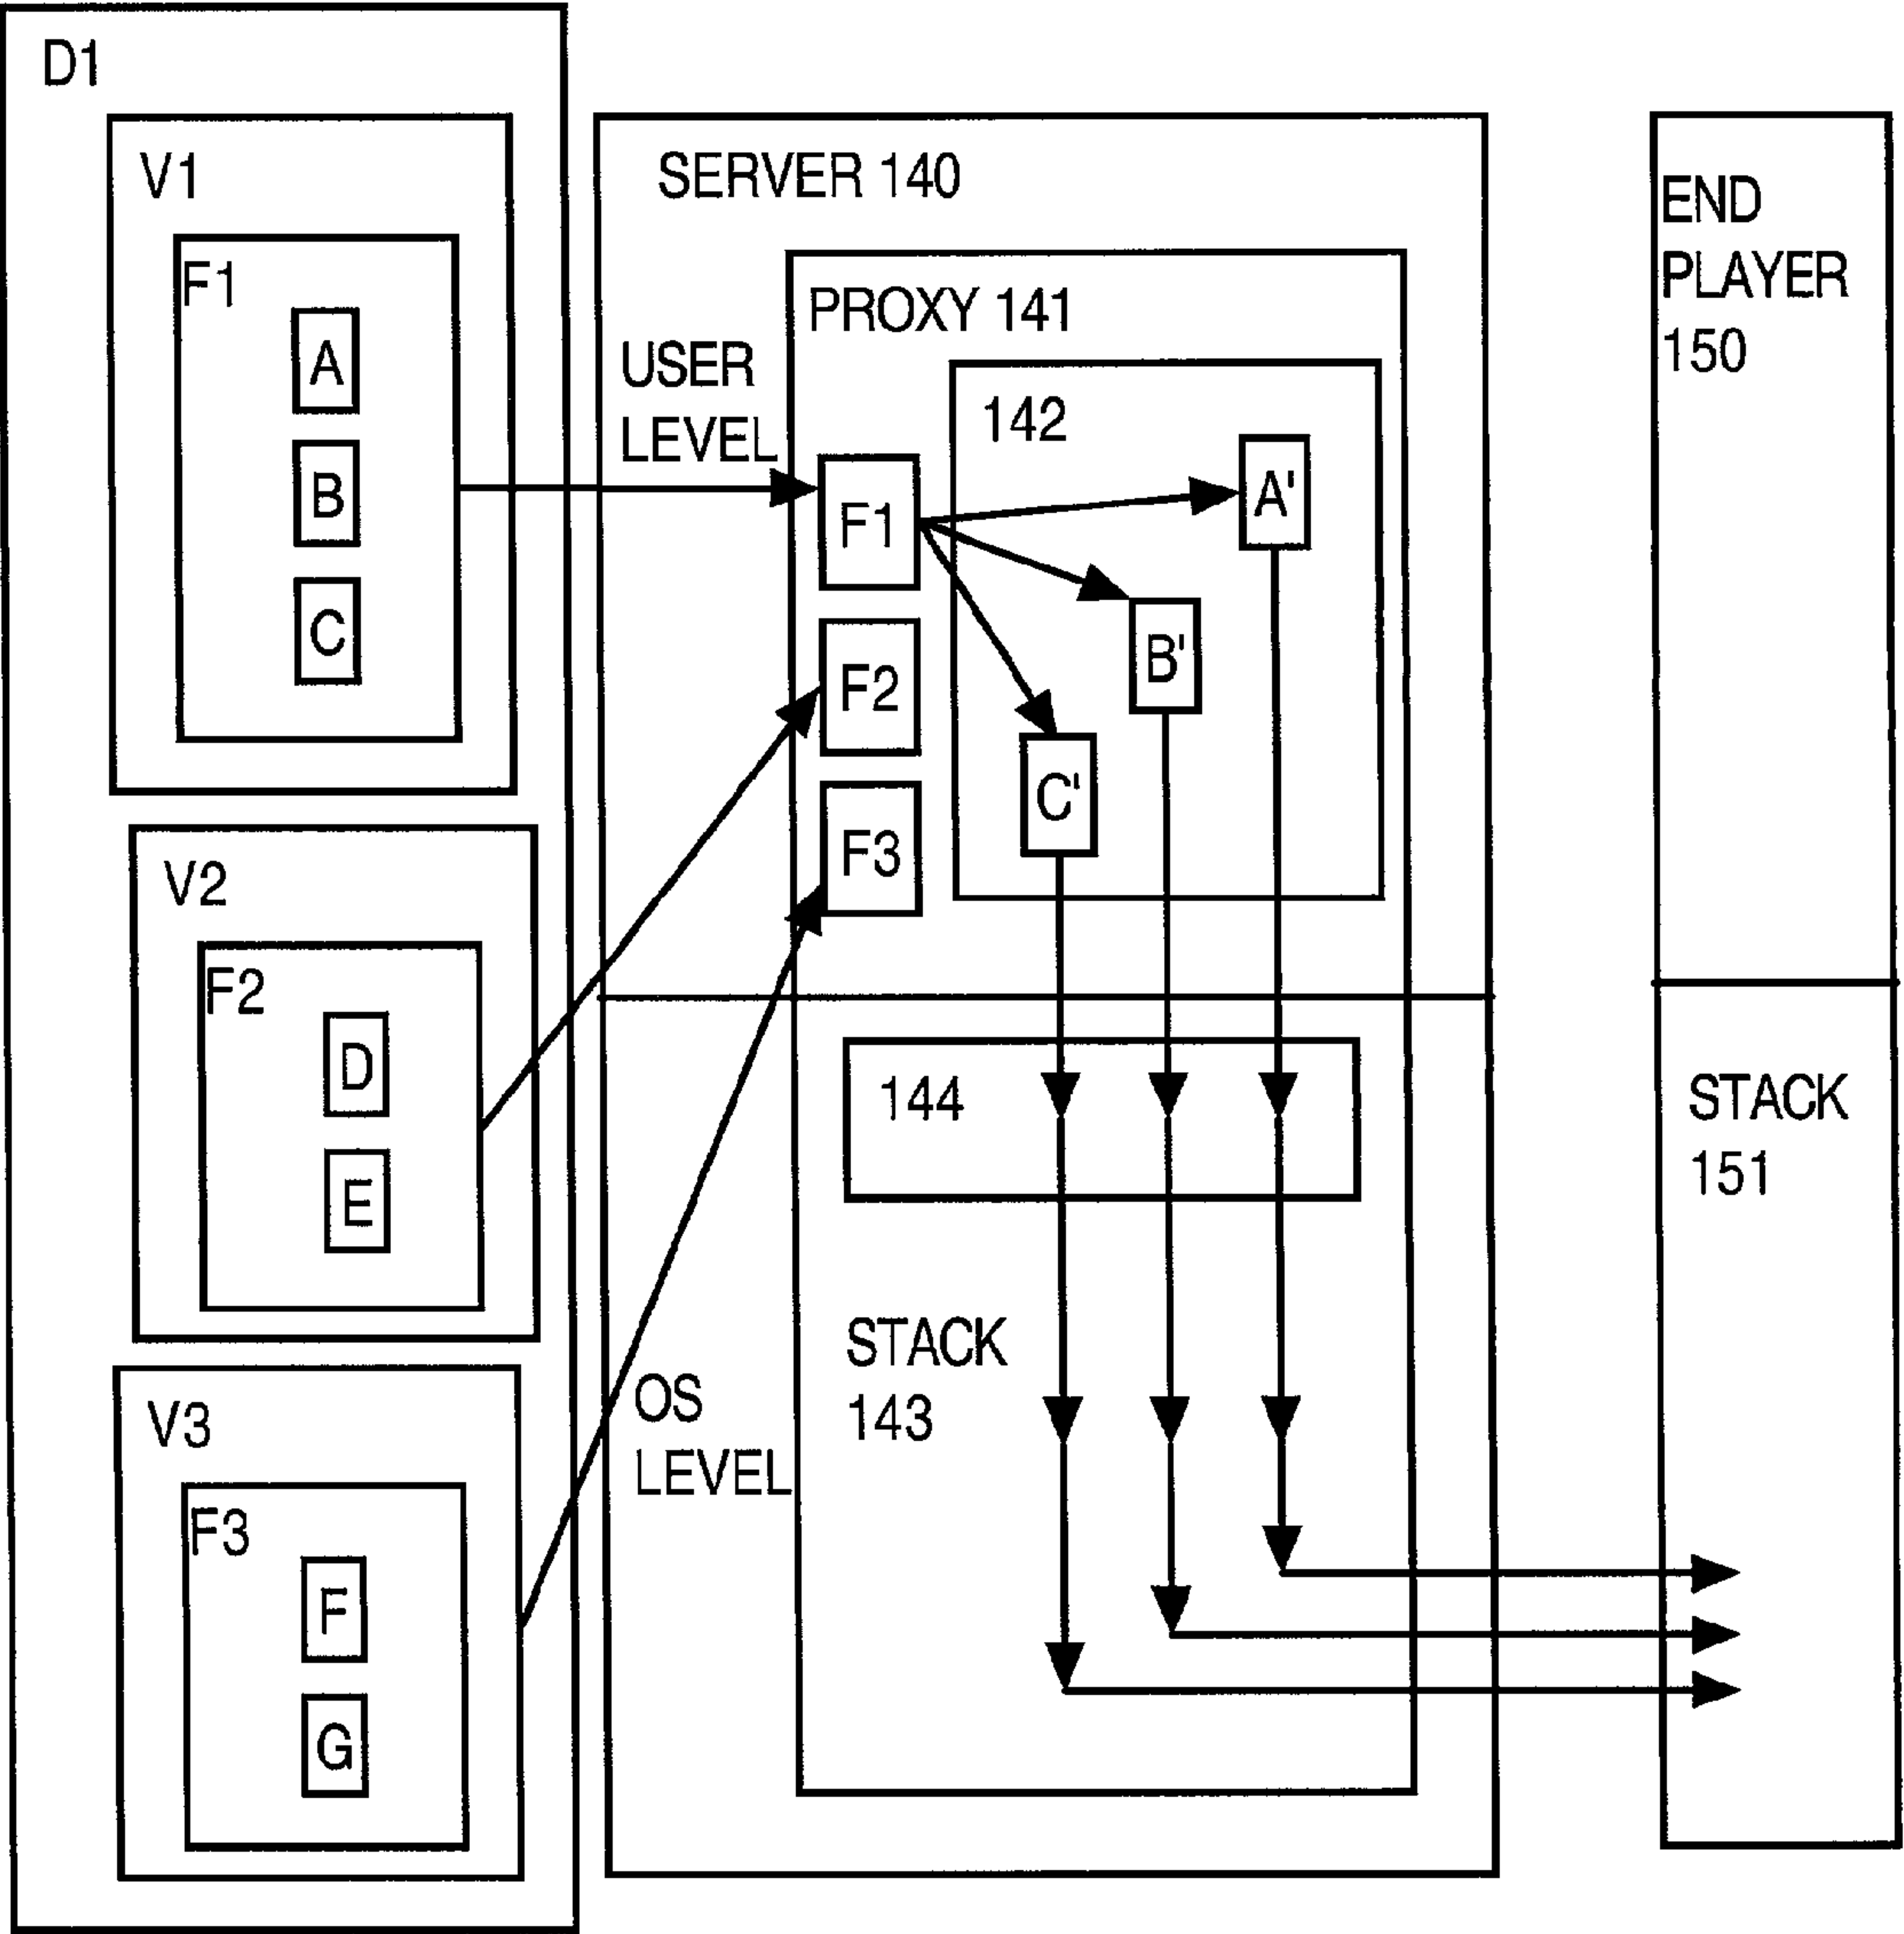 D1
V1
F1
A
B
C
V2
F2
D
E
V3
F3
F
G
SERVER 140
USER
LEVEL
PROXY 141
F1
F2
F3
142
A'
B'
C'
144
STACK
143
OS
LEVEL
END
PLAYER
150
STACK
151